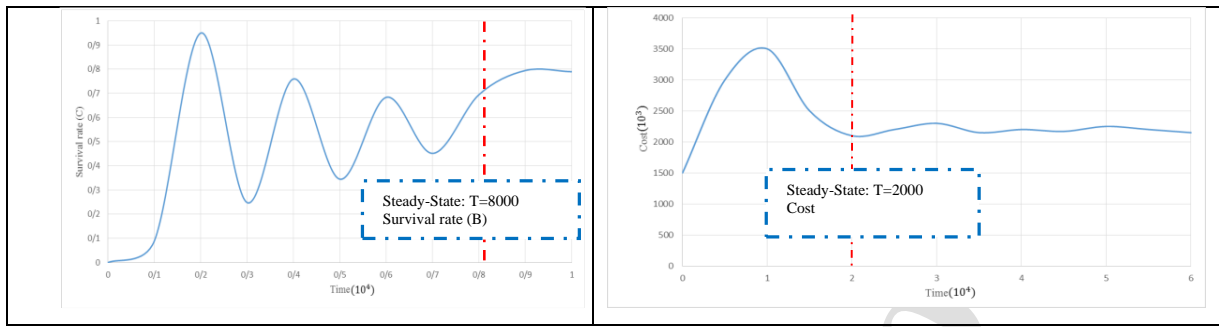 1
0/9
0/8
0/7
0/6
0/5
0/4
0/3
0/2
0/1
0
Survival rate (C)
0 0/1 0/2 0/3 0/4 0/5 0/6 0/7 0/8 0/9 1
Time(10⁴)
Steady-State: T=8000
Survival rate (B)
4000
3500
3000
2500
2000
1500
1000
500
0
Cost(10³)
0 1 2 3 4 5 6
Time(10⁴)
Steady-State: T=2000
Cost